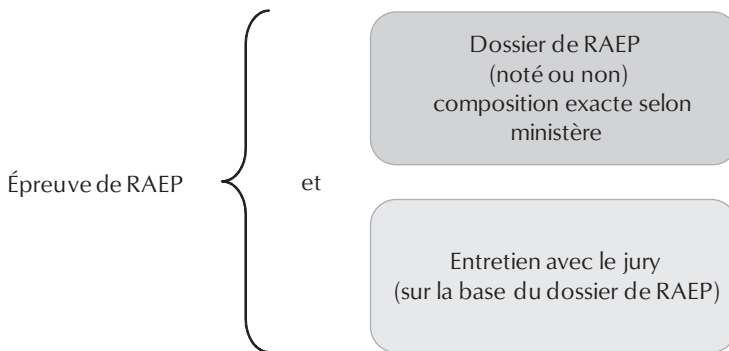 Dossier de RAEP
(noté ou non)
composition exacte selon
ministère
Épreuve de RAEP
et
Entretien avec le jury
(sur la base du dossier de RAEP)